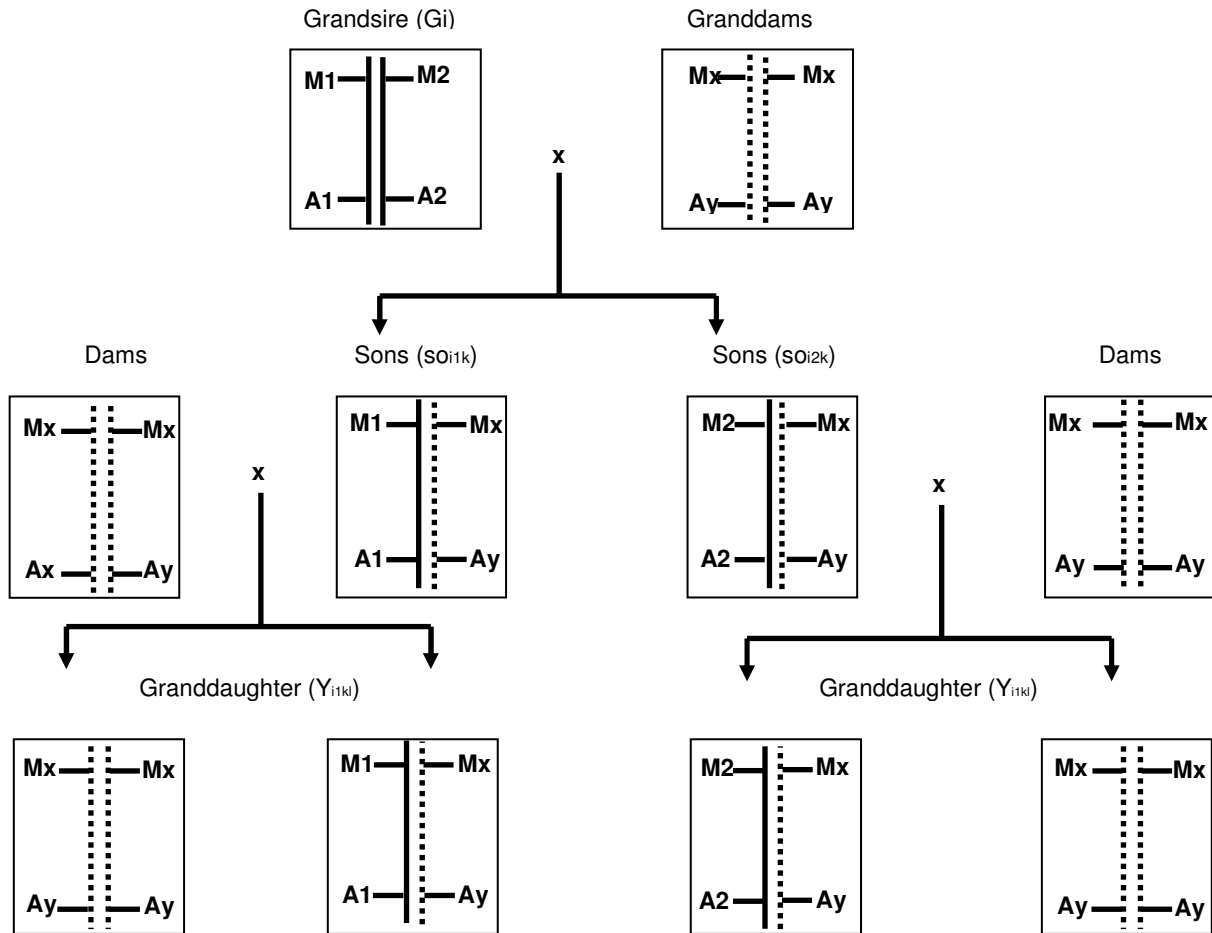 Grandsire (Gi) Granddams
M1 M2 Mx Mx
x
A1 A2 Ay Ay
Dams Sons (soi1k) Sons (soi2k) Dams
Mx Mx M1 Mx M2 Mx Mx Mx
x x
Ax Ay A1 Ay A2 Ay Ay Ay
Granddaughter (Yi1kl) Granddaughter (Yi1kl)
Mx Mx M1 Mx M2 Mx Mx Mx
Ay Ay A1 Ay A2 Ay Ay Ay